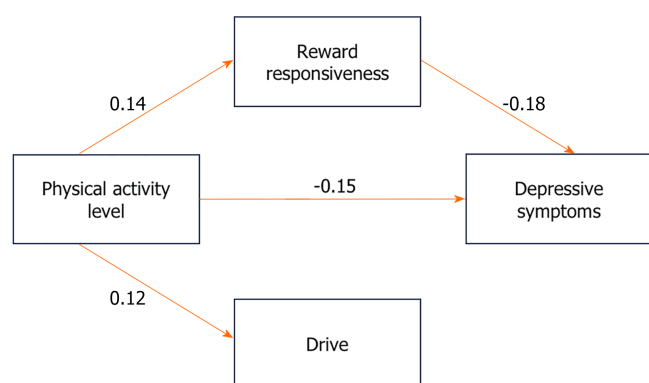 Reward
responsiveness
0.14
-0.18
Physical activity
level
-0.15
Depressive
symptoms
0.12
Drive